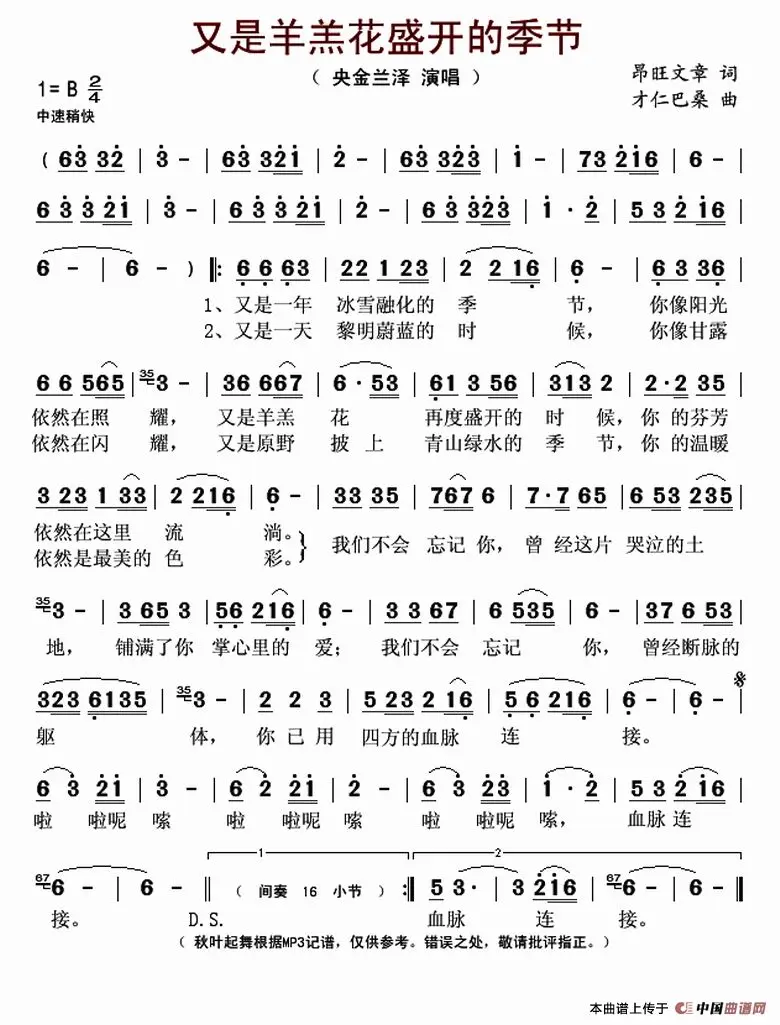 又是羊羔花盛开的季节
（ 央金兰泽 演唱 ）
昂旺文章 词
才仁巴桑 曲
1=B 2/4
中速稍快
( 63 32 | 3 - | 63 321 | 2 - | 63 323 | 1 - | 73 216 | 6 - |
6 3 3 21 | 3 - | 6 3 3 21 | 2 - | 63 323 | 1 · 2 | 53 2 16 |
6 - | 6 - ) ‖: 6 6 63 | 22 1 23 | 2 2 16 | 6 - | 63 36 |
1、又是一年 冰雪融化的 季 节， 你像阳光
2、又是一天 黎明蔚蓝的 时 候， 你像甘露
6 6 565 | 35 3 - | 36 667 | 6 · 53 | 61 3 56 | 313 2 | 2 · 2 35 |
依然在照 耀， 又是羊羔 花 再度盛开的 时 候，你 的芬芳
依然在闪 耀， 又是原野 披 上 青山绿水的 季 节，你 的温暖
3 23 1 33 | 2 216 | 6 - | 33 35 | 767 6 | 7 · 7 65 | 6 53 235 |
依然在这里 流 淌。
依然是最美的 色 彩。
} 我们不会 忘记 你，曾 经这片 哭泣的土
35 3 - | 3 65 3 | 56 216 | 6 - | 33 67 | 6 535 | 37 6 53 |
地， 铺满了你 掌心里的 爱； 我们不会 忘记 你， 曾经断脉的
323 6135 | 35 3 - | 2 2 3 | 5 23 2 16 | 5 6 216 | 6 - | 6 - |
躯 体， 你已用 四方的血脉 连 接。
6 3 2 21 | 3 - | 6 2 2 21 | 2 - | 6 3 23 | 1 · 2 | 53 2 16 |
啦 啦呢 嗦 啦 啦呢 嗦 啦 啦呢 嗦， 血脉连
1 2
67 6 - | 6 - ‖ ( 间奏 16 小节 ) :‖ 5 3 · | 3 216 | 67 6 - | 6 - ‖
接。 D.S. 血脉 连 接。
（ 秋叶起舞根据MP3记谱，仅供参考。错误之处，敬请批评指正。）
本曲谱上传于 中国曲谱网